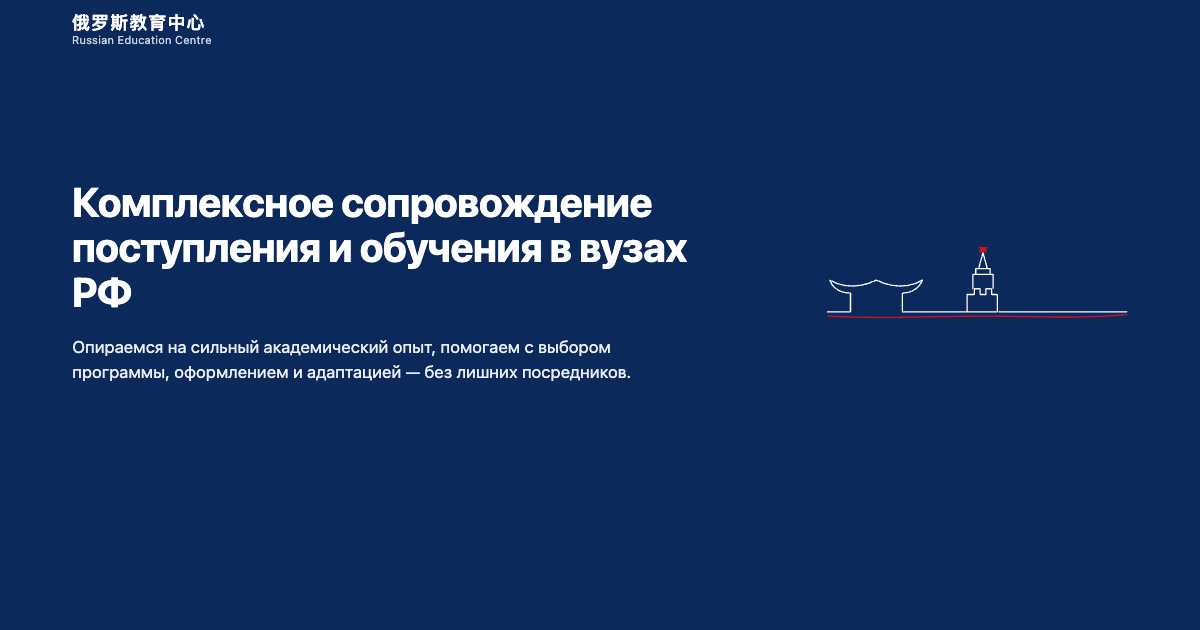 俄罗斯教育中心
Russian Education Centre
Комплексное сопровождение
поступления и обучения в вузах
РФ
Опираемся на сильный академический опыт, помогаем с выбором
программы, оформлением и адаптацией — без лишних посредников.